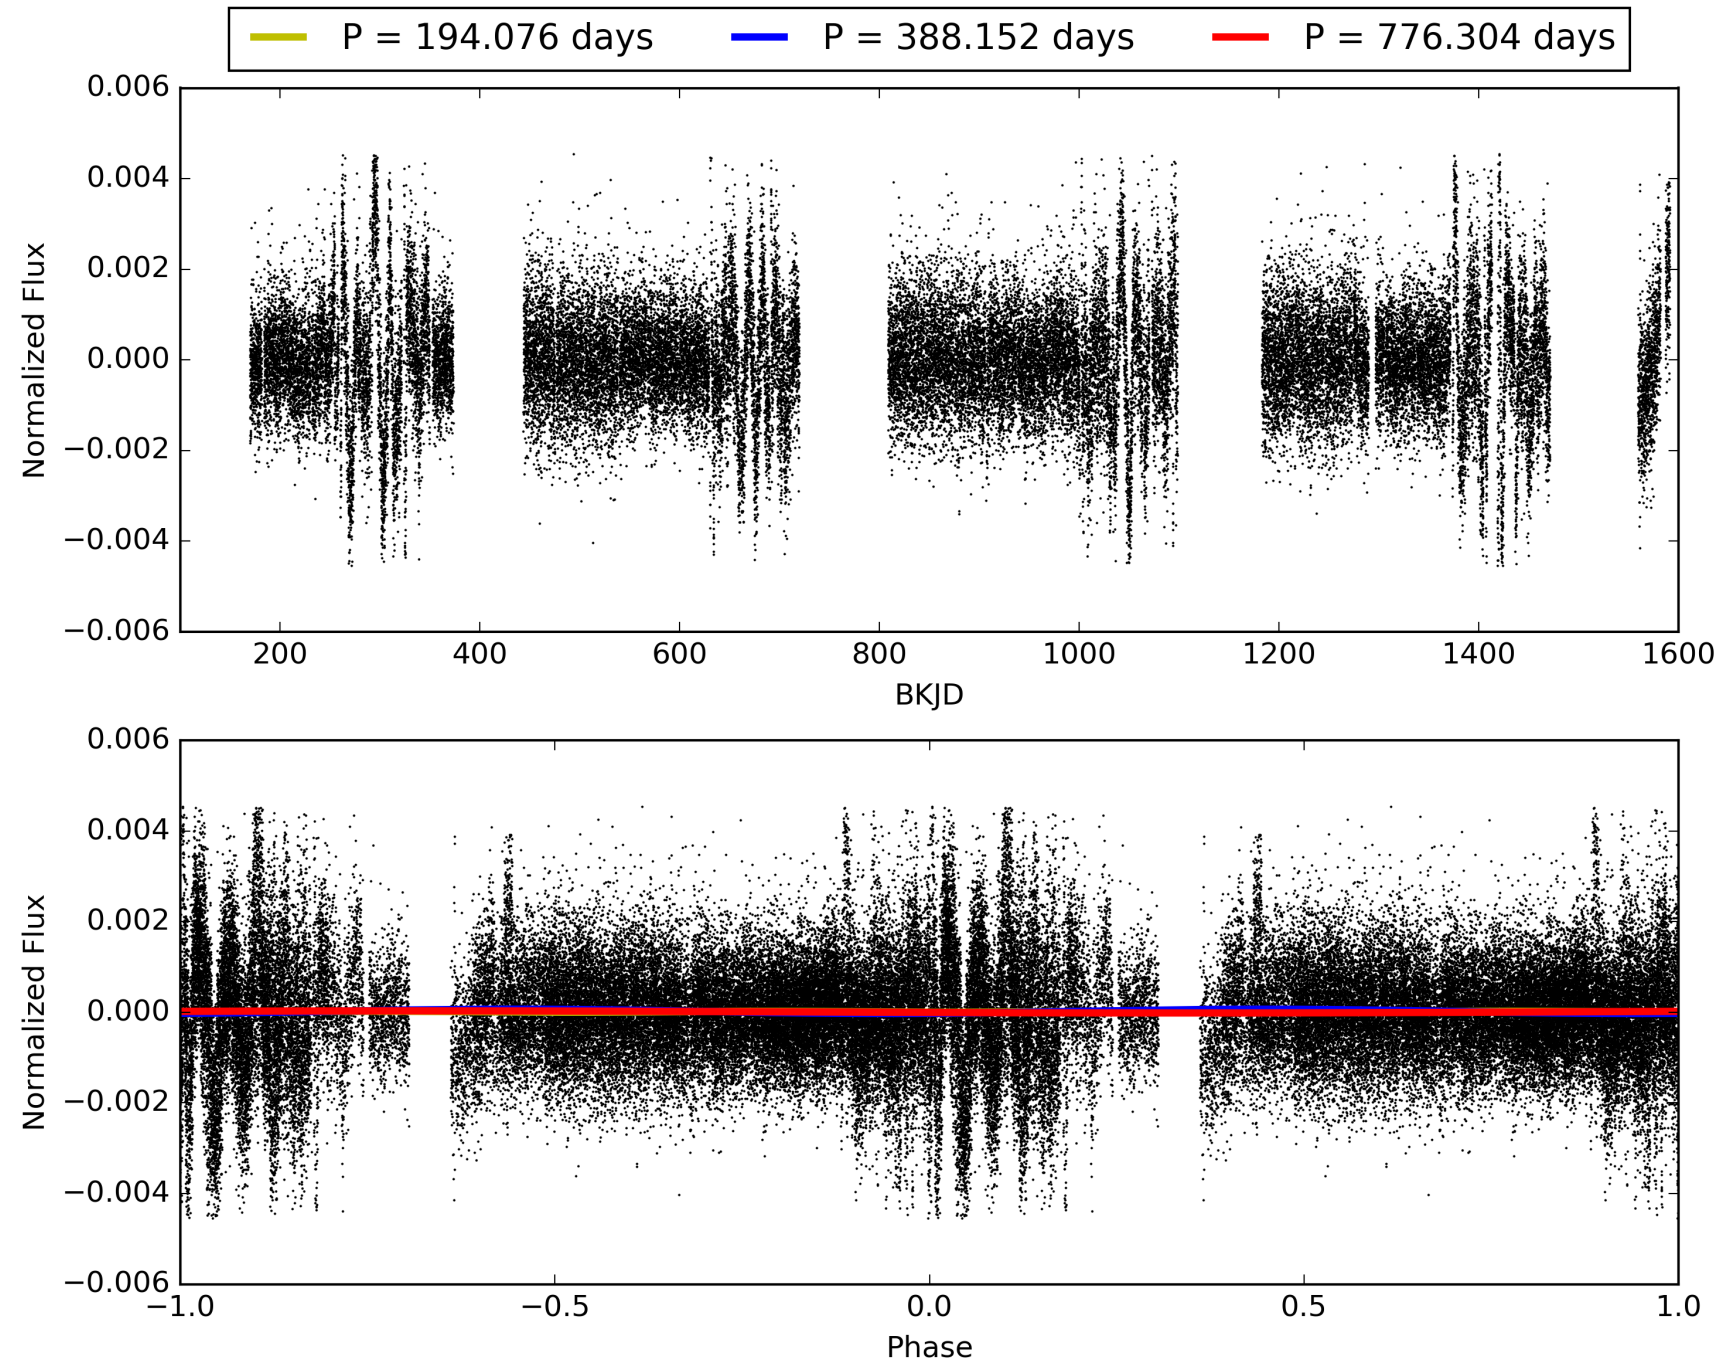 P = 194.076 days P = 388.152 days P = 776.304 days
0.006
0.004
0.002
0.000
−0.002
−0.004
−0.006
Normalized Flux
200 400 600 800 1000 1200 1400 1600
BKJD
0.006
0.004
0.002
0.000
−0.002
−0.004
−0.006
Normalized Flux
−1.0 −0.5 0.0 0.5 1.0
Phase